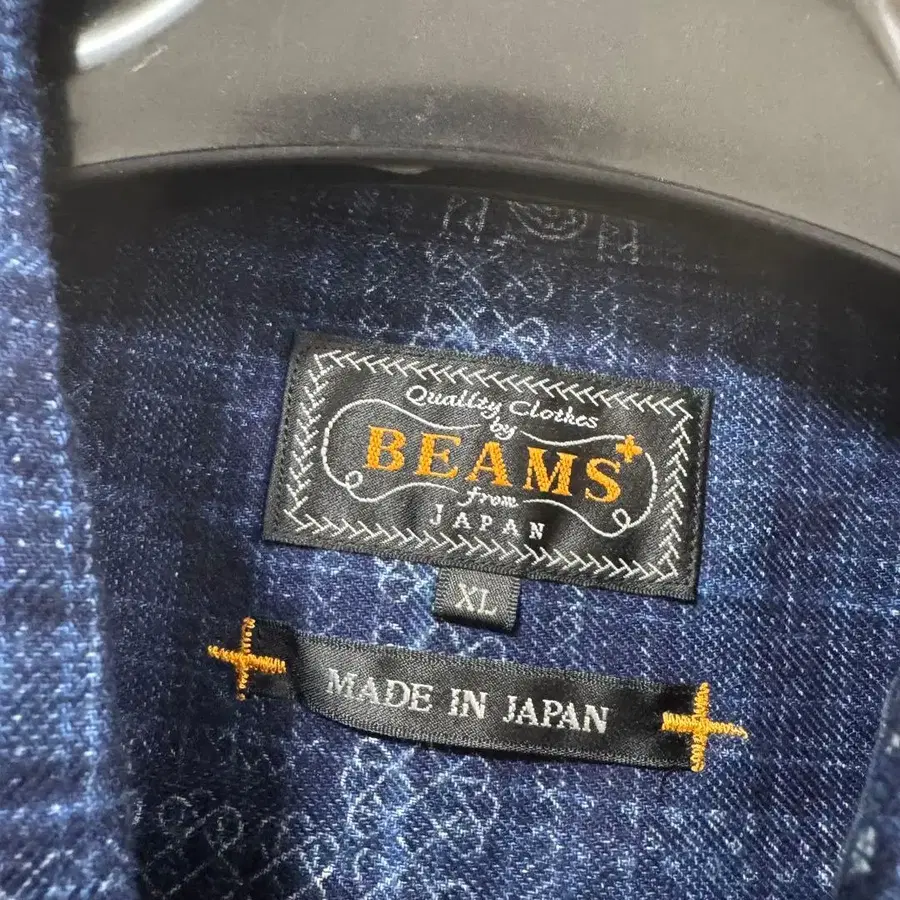 Quality Clothes
by
BEAMS+
from
JAPAN
XL
MADE IN JAPAN